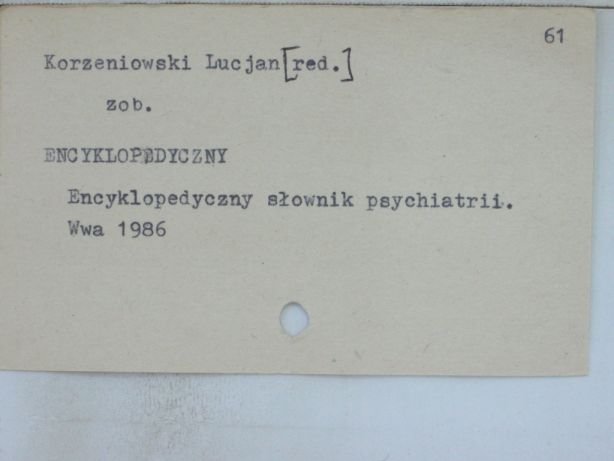 61
Korzeniowski Lucjan[red.]
zob.
ENCYKLOPEDYCZNY
Encyklopedyczny słownik psychiatrii.
Wwa 1986